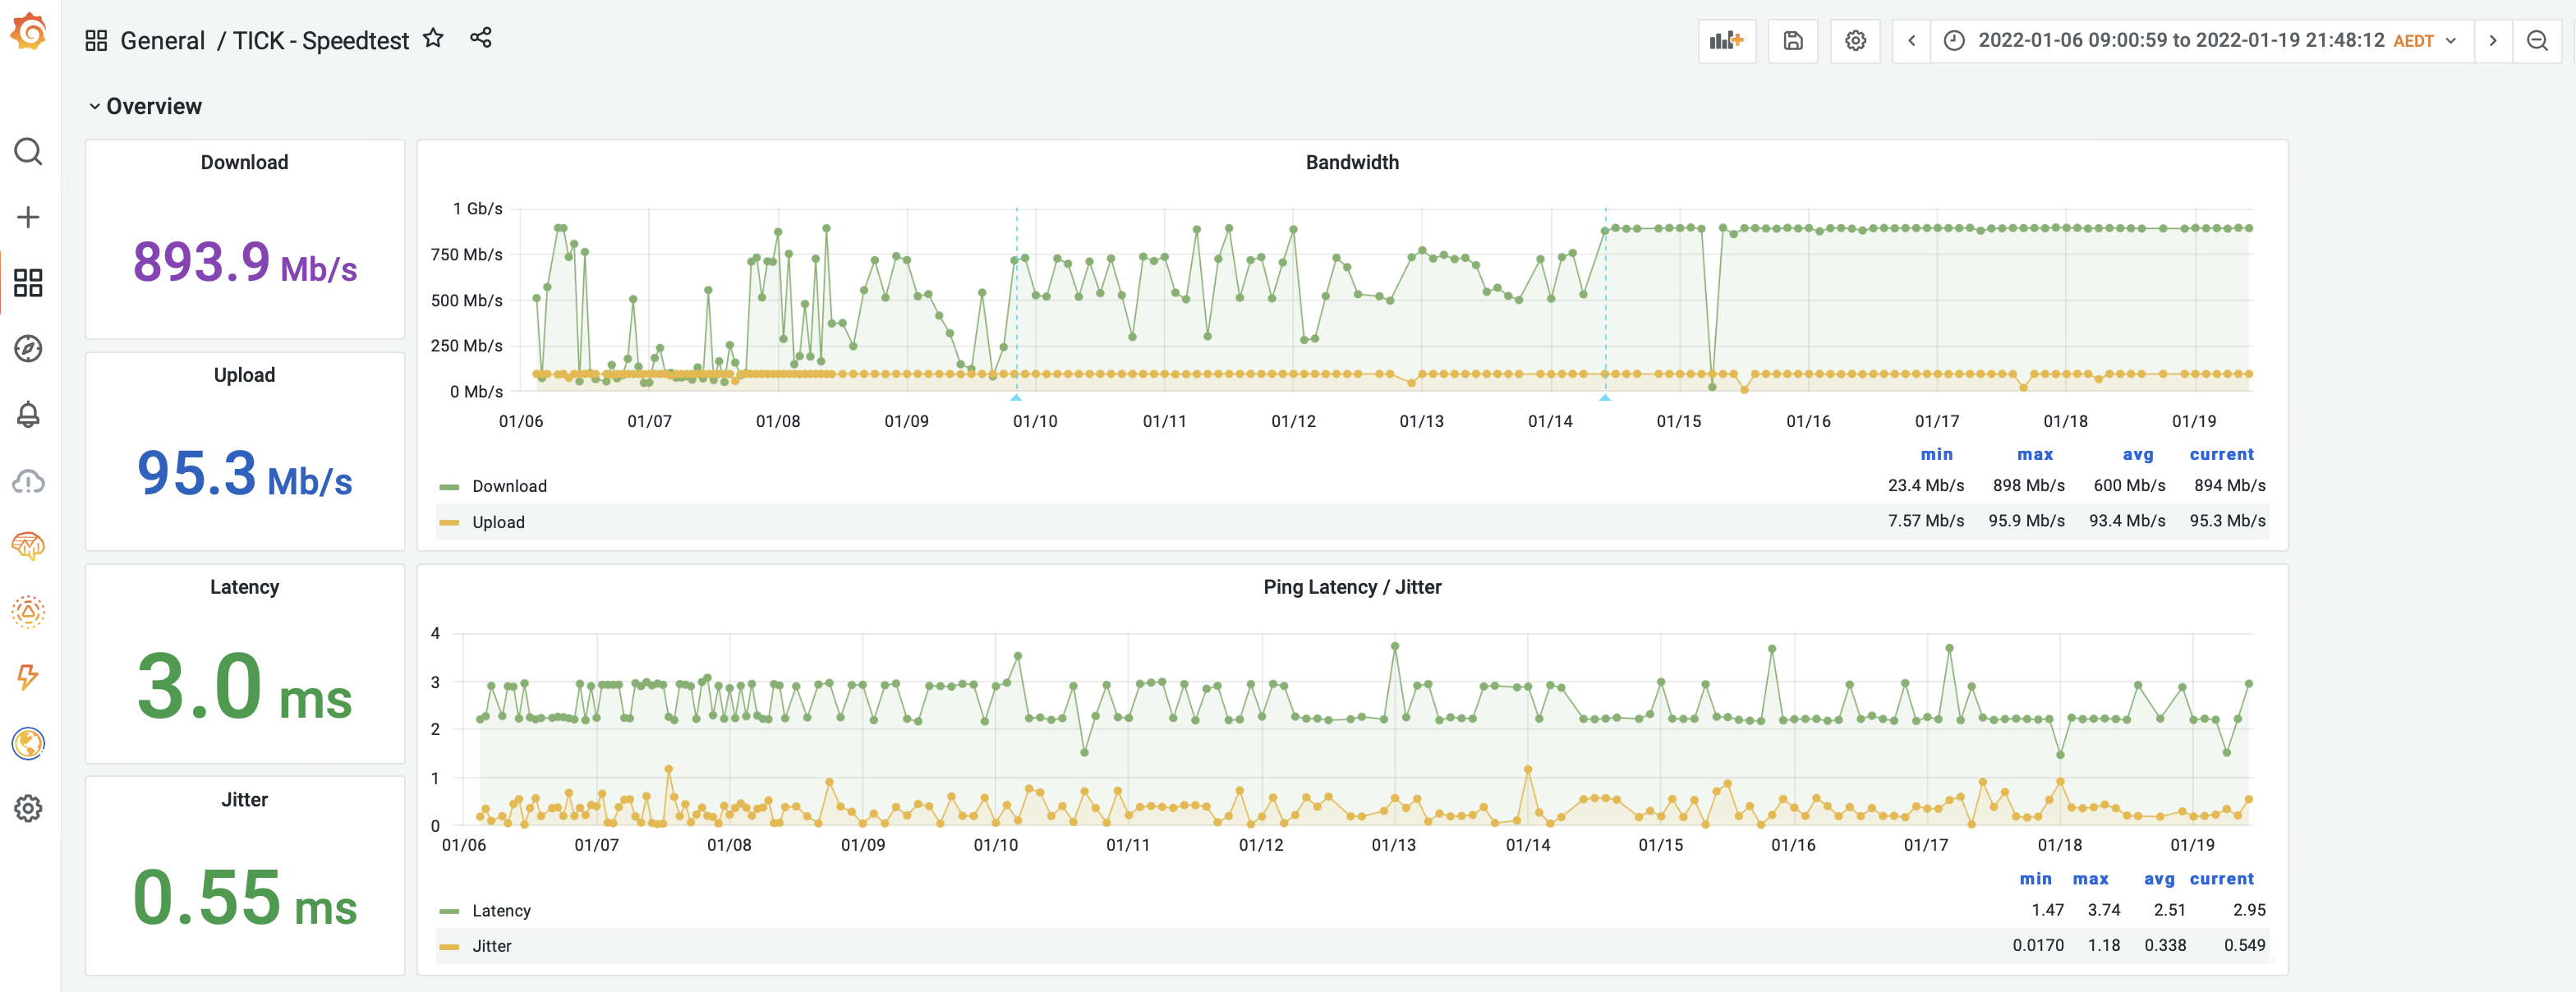 General / TICK - Speedtest
2022-01-06 09:00:59 to 2022-01-19 21:48:12 AEDT
Overview
Download
893.9 Mb/s
Upload
95.3 Mb/s
Latency
3.0 ms
Jitter
0.55 ms
Bandwidth
1 Gb/s
750 Mb/s
500 Mb/s
250 Mb/s
0 Mb/s
01/06 01/07 01/08 01/09 01/10 01/11 01/12 01/13 01/14 01/15 01/16 01/17 01/18 01/19
min max avg current
Download 23.4 Mb/s 898 Mb/s 600 Mb/s 894 Mb/s
Upload 7.57 Mb/s 95.9 Mb/s 93.4 Mb/s 95.3 Mb/s
Ping Latency / Jitter
4
3
2
1
0
01/06 01/07 01/08 01/09 01/10 01/11 01/12 01/13 01/14 01/15 01/16 01/17 01/18 01/19
min max avg current
Latency 1.47 3.74 2.51 2.95
Jitter 0.0170 1.18 0.338 0.549